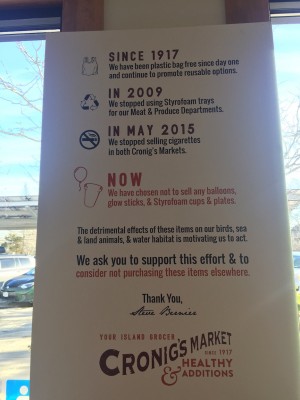 SINCE 1917
We have been plastic bag free since day one
and continue to promote reusable options.
IN 2009
We stopped using Styrofoam trays
for our Meat & Produce Departments.
IN MAY 2015
We stopped selling cigarettes
in both Cronig's Markets.
NOW
We have chosen not to sell any balloons,
glow sticks, & Styrofoam cups & plates.
The detrimental effects of these items on our birds, sea
& land animals, & water habitat is motivating us to act.
We ask you to support this effort & to
consider not purchasing these items elsewhere.
Thank You,
Steve Bernier
YOUR ISLAND GROCER
CRONIG'S MARKET
SINCE 1917
& HEALTHY
ADDITIONS